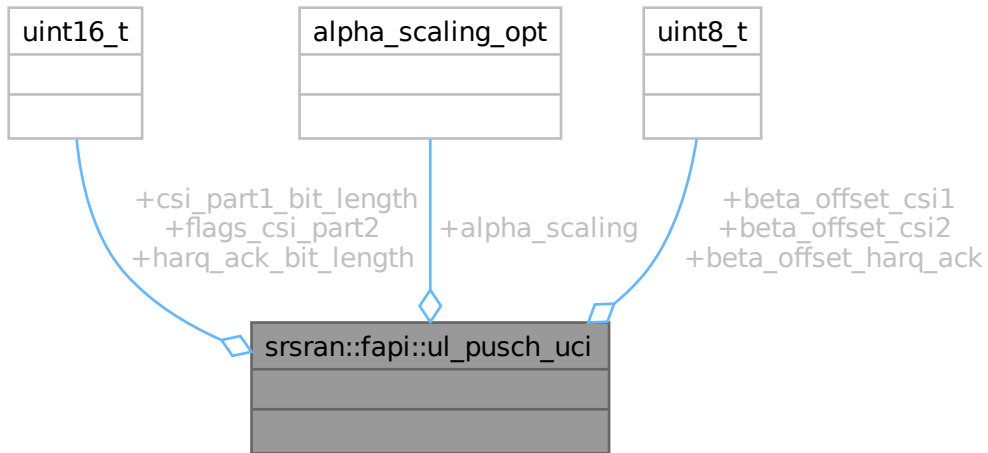 uint16_t
alpha_scaling_opt
uint8_t
+csi_part1_bit_length
+flags_csi_part2
+harq_ack_bit_length
+alpha_scaling
+beta_offset_csi1
+beta_offset_csi2
+beta_offset_harq_ack
srsran::fapi::ul_pusch_uci